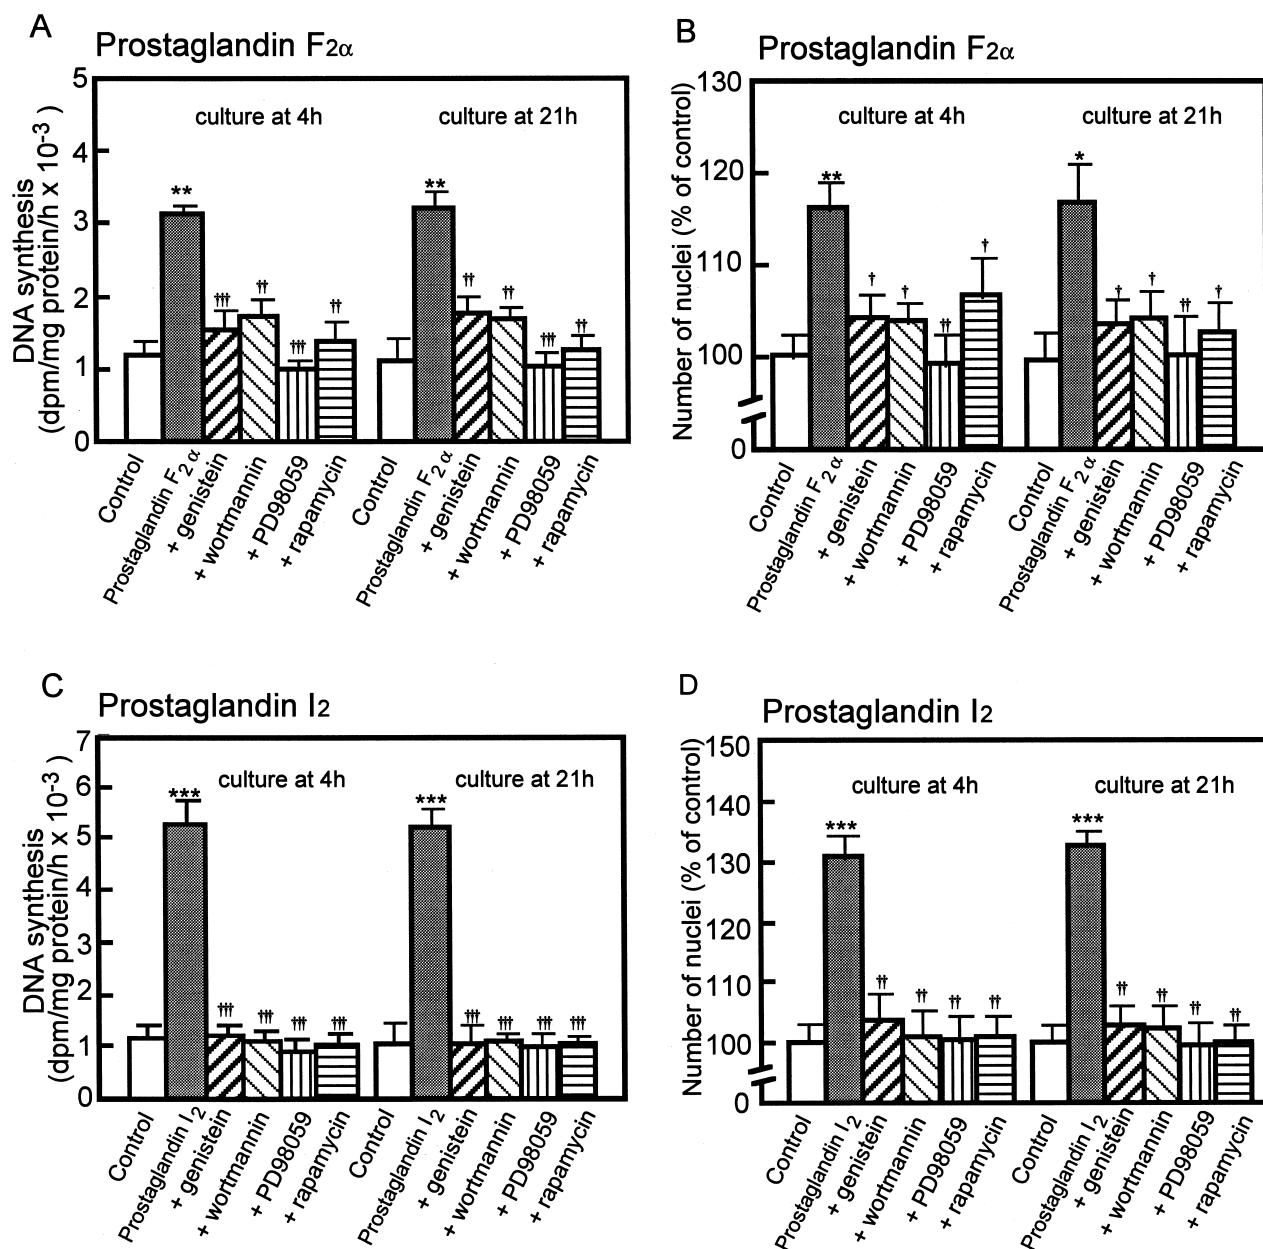 A
Prostaglandin F2α
DNA synthesis
(dpm/mg protein/h x 10-3 )
5
4
3
2
1
0
culture at 4h
culture at 21h
**
†††
††
†††
††
**
††
††
†††
††
Control
Prostaglandin F2 α
+ genistein
+ wortmannin
+ PD98059
+ rapamycin
Control
Prostaglandin F2 α
+ genistein
+ wortmannin
+ PD98059
+ rapamycin
B
Prostaglandin F2α
Number of nuclei (% of control)
130
120
110
100
0
culture at 4h
culture at 21h
**
†
†
††
†
*
†
†
††
†
Control
Prostaglandin F2 α
+ genistein
+ wortmannin
+ PD98059
+ rapamycin
Control
Prostaglandin F2 α
+ genistein
+ wortmannin
+ PD98059
+ rapamycin
C
Prostaglandin I2
DNA synthesis
(dpm/mg protein/h x 10-3 )
7
6
5
4
3
2
1
0
culture at 4h
culture at 21h
***
†††
†††
†††
†††
***
†††
†††
†††
†††
Control
Prostaglandin I2
+ genistein
+ wortmannin
+ PD98059
+ rapamycin
Control
Prostaglandin I2
+ genistein
+ wortmannin
+ PD98059
+ rapamycin
D
Prostaglandin I2
Number of nuclei (% of control)
150
140
130
120
110
100
0
culture at 4h
culture at 21h
***
††
††
††
††
***
††
††
††
††
Control
Prostaglandin I2
+ genistein
+ wortmannin
+ PD98059
+ rapamycin
Control
Prostaglandin I2
+ genistein
+ wortmannin
+ PD98059
+ rapamycin